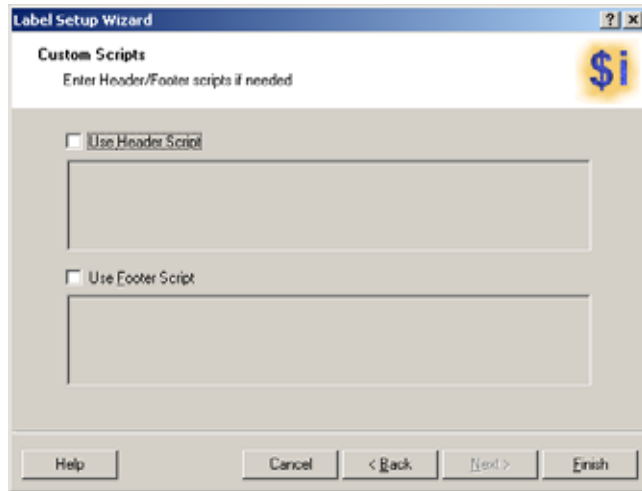 Label Setup Wizard
? ×
Custom Scripts
Enter Header/Footer scripts if needed
$i
Use Header Script
Use Footer Script
Help
Cancel
< Back
Next >
Finish